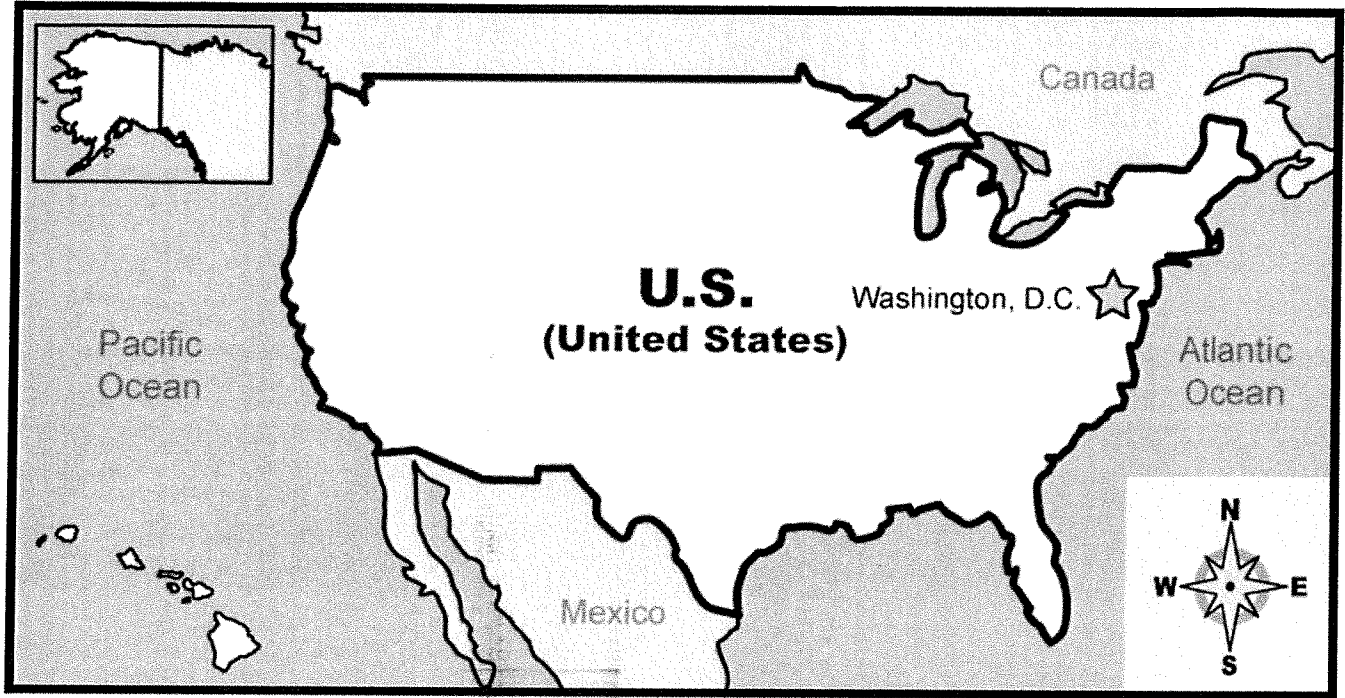 Canada
U.S.
(United States)
Washington, D.C.
Pacific
Ocean
Atlantic
Ocean
Mexico
N
W
E
S